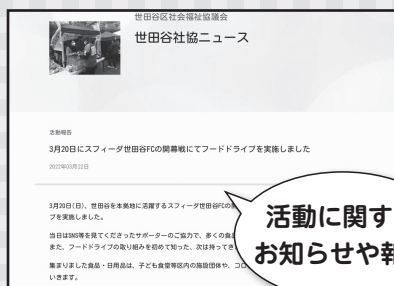 世田谷区社会福祉協議会
世田谷社協ニュース
活動報告
3月20日にスフィーダ世田谷FCの開幕戦にてフードドライブを実施しました
2022年03月22日
3月20日(日)、世田谷を本拠地に活躍するスフィーダ世田谷FCの
プを実施しました。
当日はSNS等を見てくださったサポーターのご協力で、多くの食
また、フードドライブの取り組みを初めて知った、次は持ってき
集まりました食品・日用品は、子ども食堂等区内の施設団体や、コロ
いきます。
活動に関す
お知らせや報